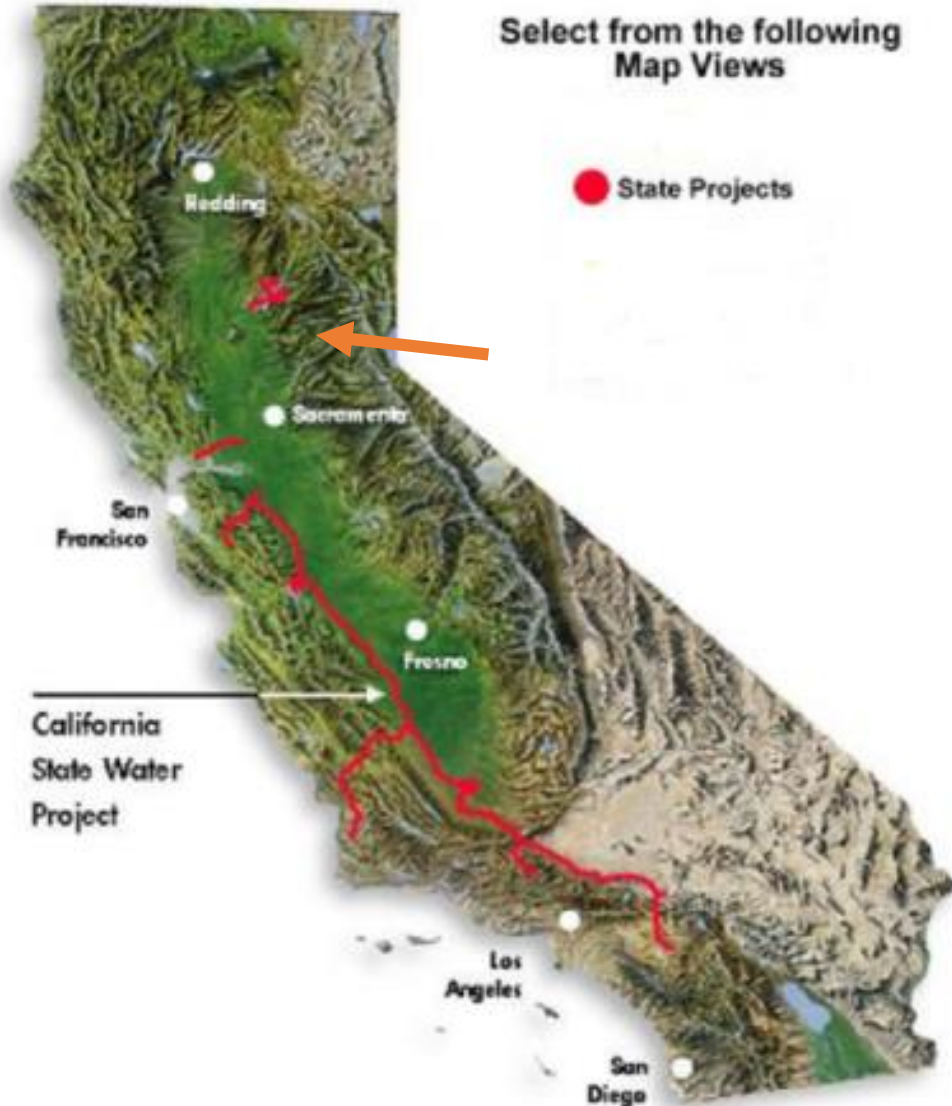 Select from the following
Map Views
State Projects
Redding
Sacramento
San
Francisco
Fresno
California
State Water
Project
Los
Angeles
San
Diego